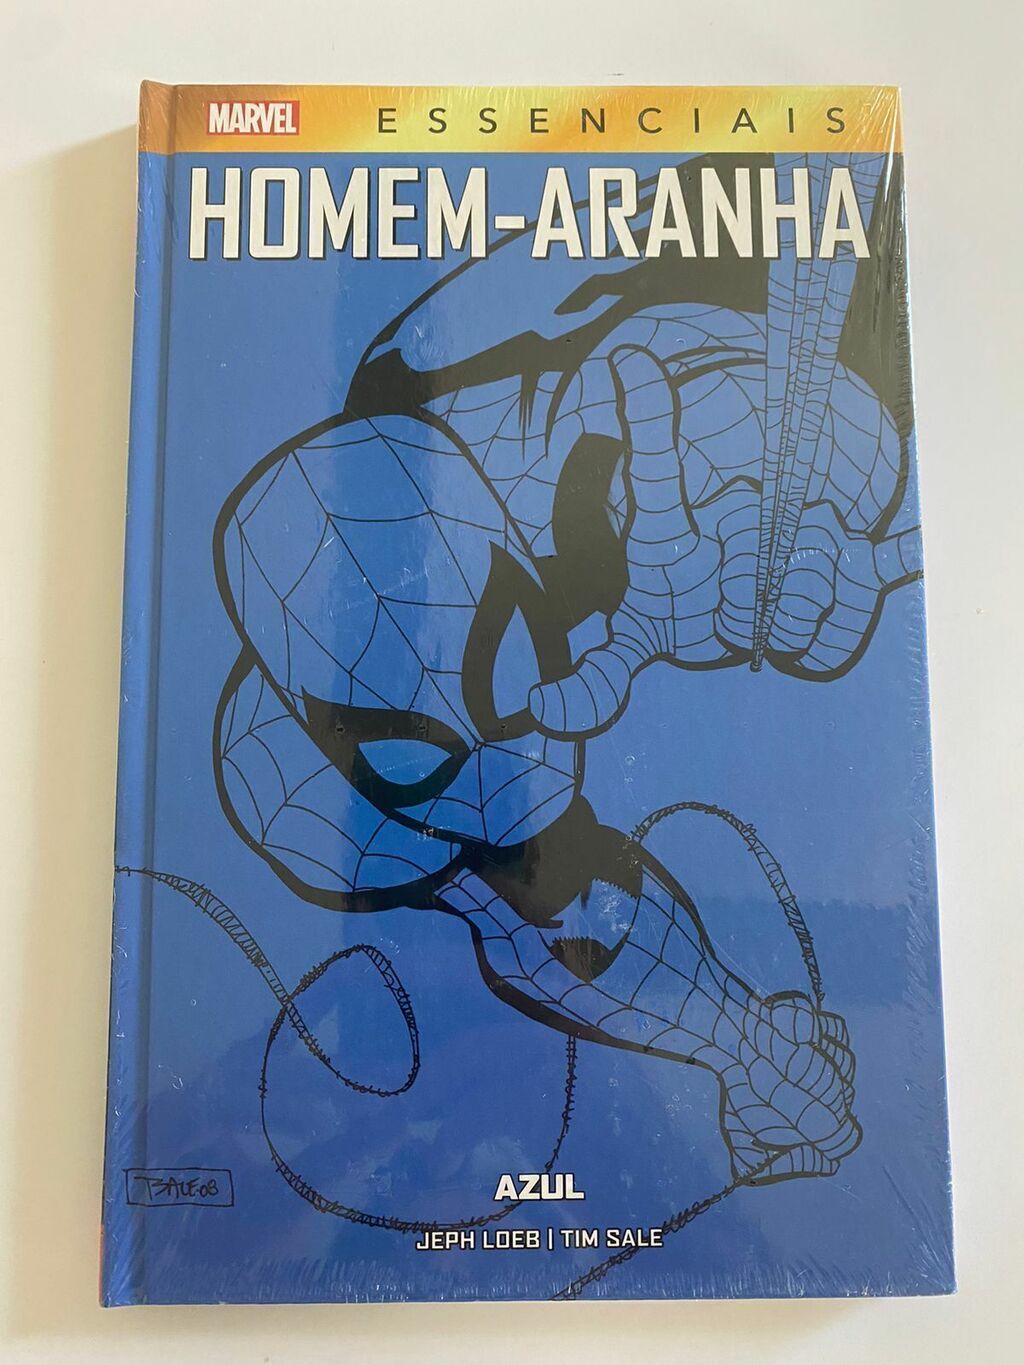 MARVEL ESSENCIAIS
HOMEM-ARANHA
AZUL
JEPH LOEB | TIM SALE